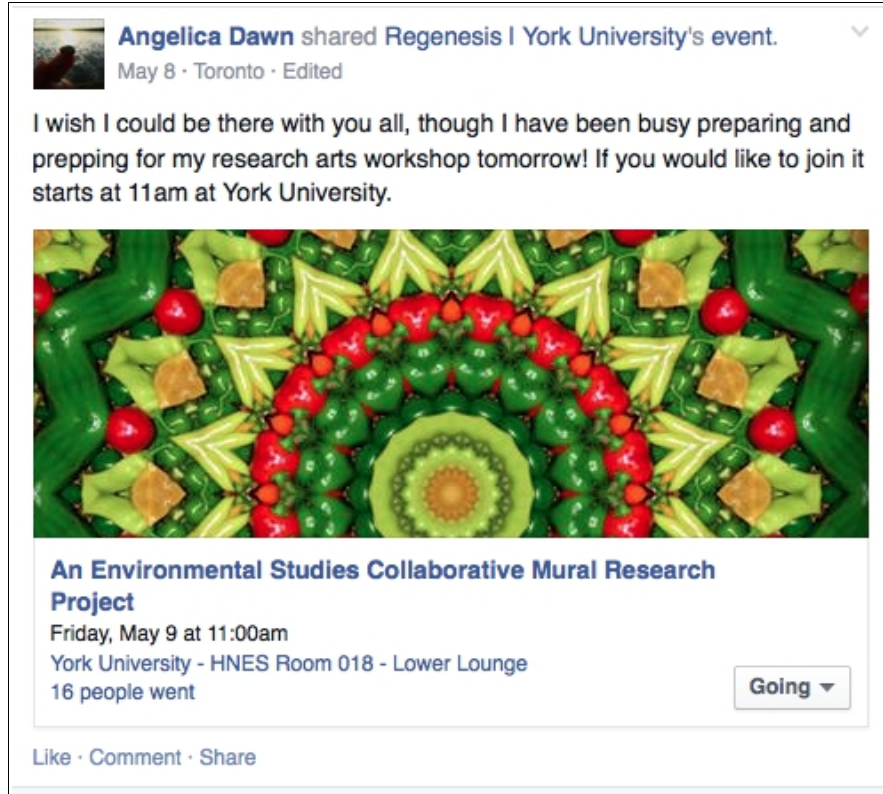 Angelica Dawn shared Regenesis I York University's event.
May 8 · Toronto · Edited
I wish I could be there with you all, though I have been busy preparing and
prepping for my research arts workshop tomorrow! If you would like to join it
starts at 11am at York University.
An Environmental Studies Collaborative Mural Research
Project
Friday, May 9 at 11:00am
York University - HNES Room 018 - Lower Lounge
16 people went
Going
Like · Comment · Share